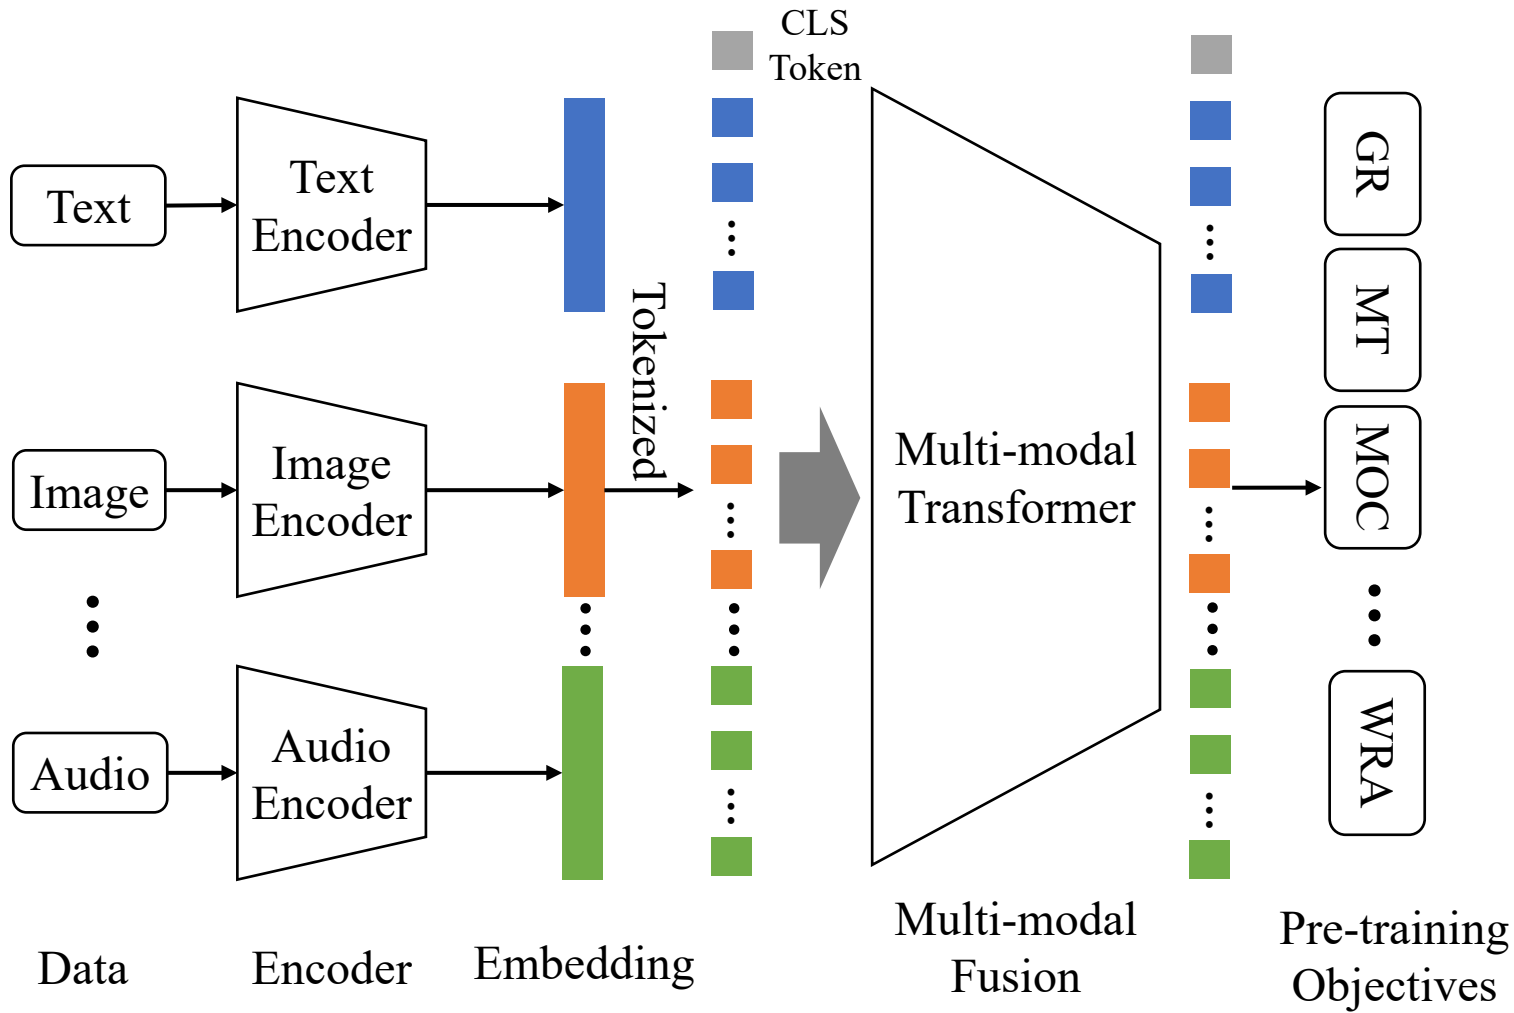 CLS
Token
Text
Text
Encoder
Tokenized
Image
Image
Encoder
Audio
Audio
Encoder
Multi-modal
Transformer
GR
MT
MOC
WRA
Data
Encoder
Embedding
Multi-modal
Fusion
Pre-training
Objectives